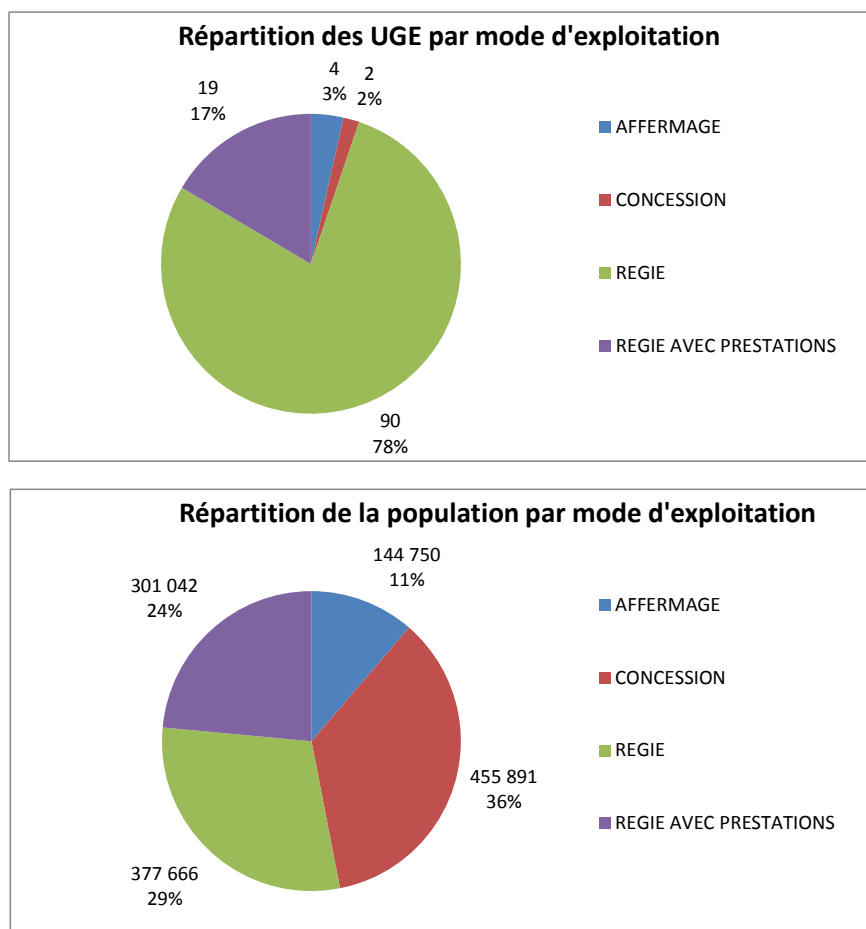 Répartition des UGE par mode d'exploitation
4
3%
2
2%
19
17%
90
78%
AFFERMAGE
CONCESSION
REGIE
REGIE AVEC PRESTATIONS
Répartition de la population par mode d'exploitation
144 750
11%
301 042
24%
455 891
36%
377 666
29%
AFFERMAGE
CONCESSION
REGIE
REGIE AVEC PRESTATIONS